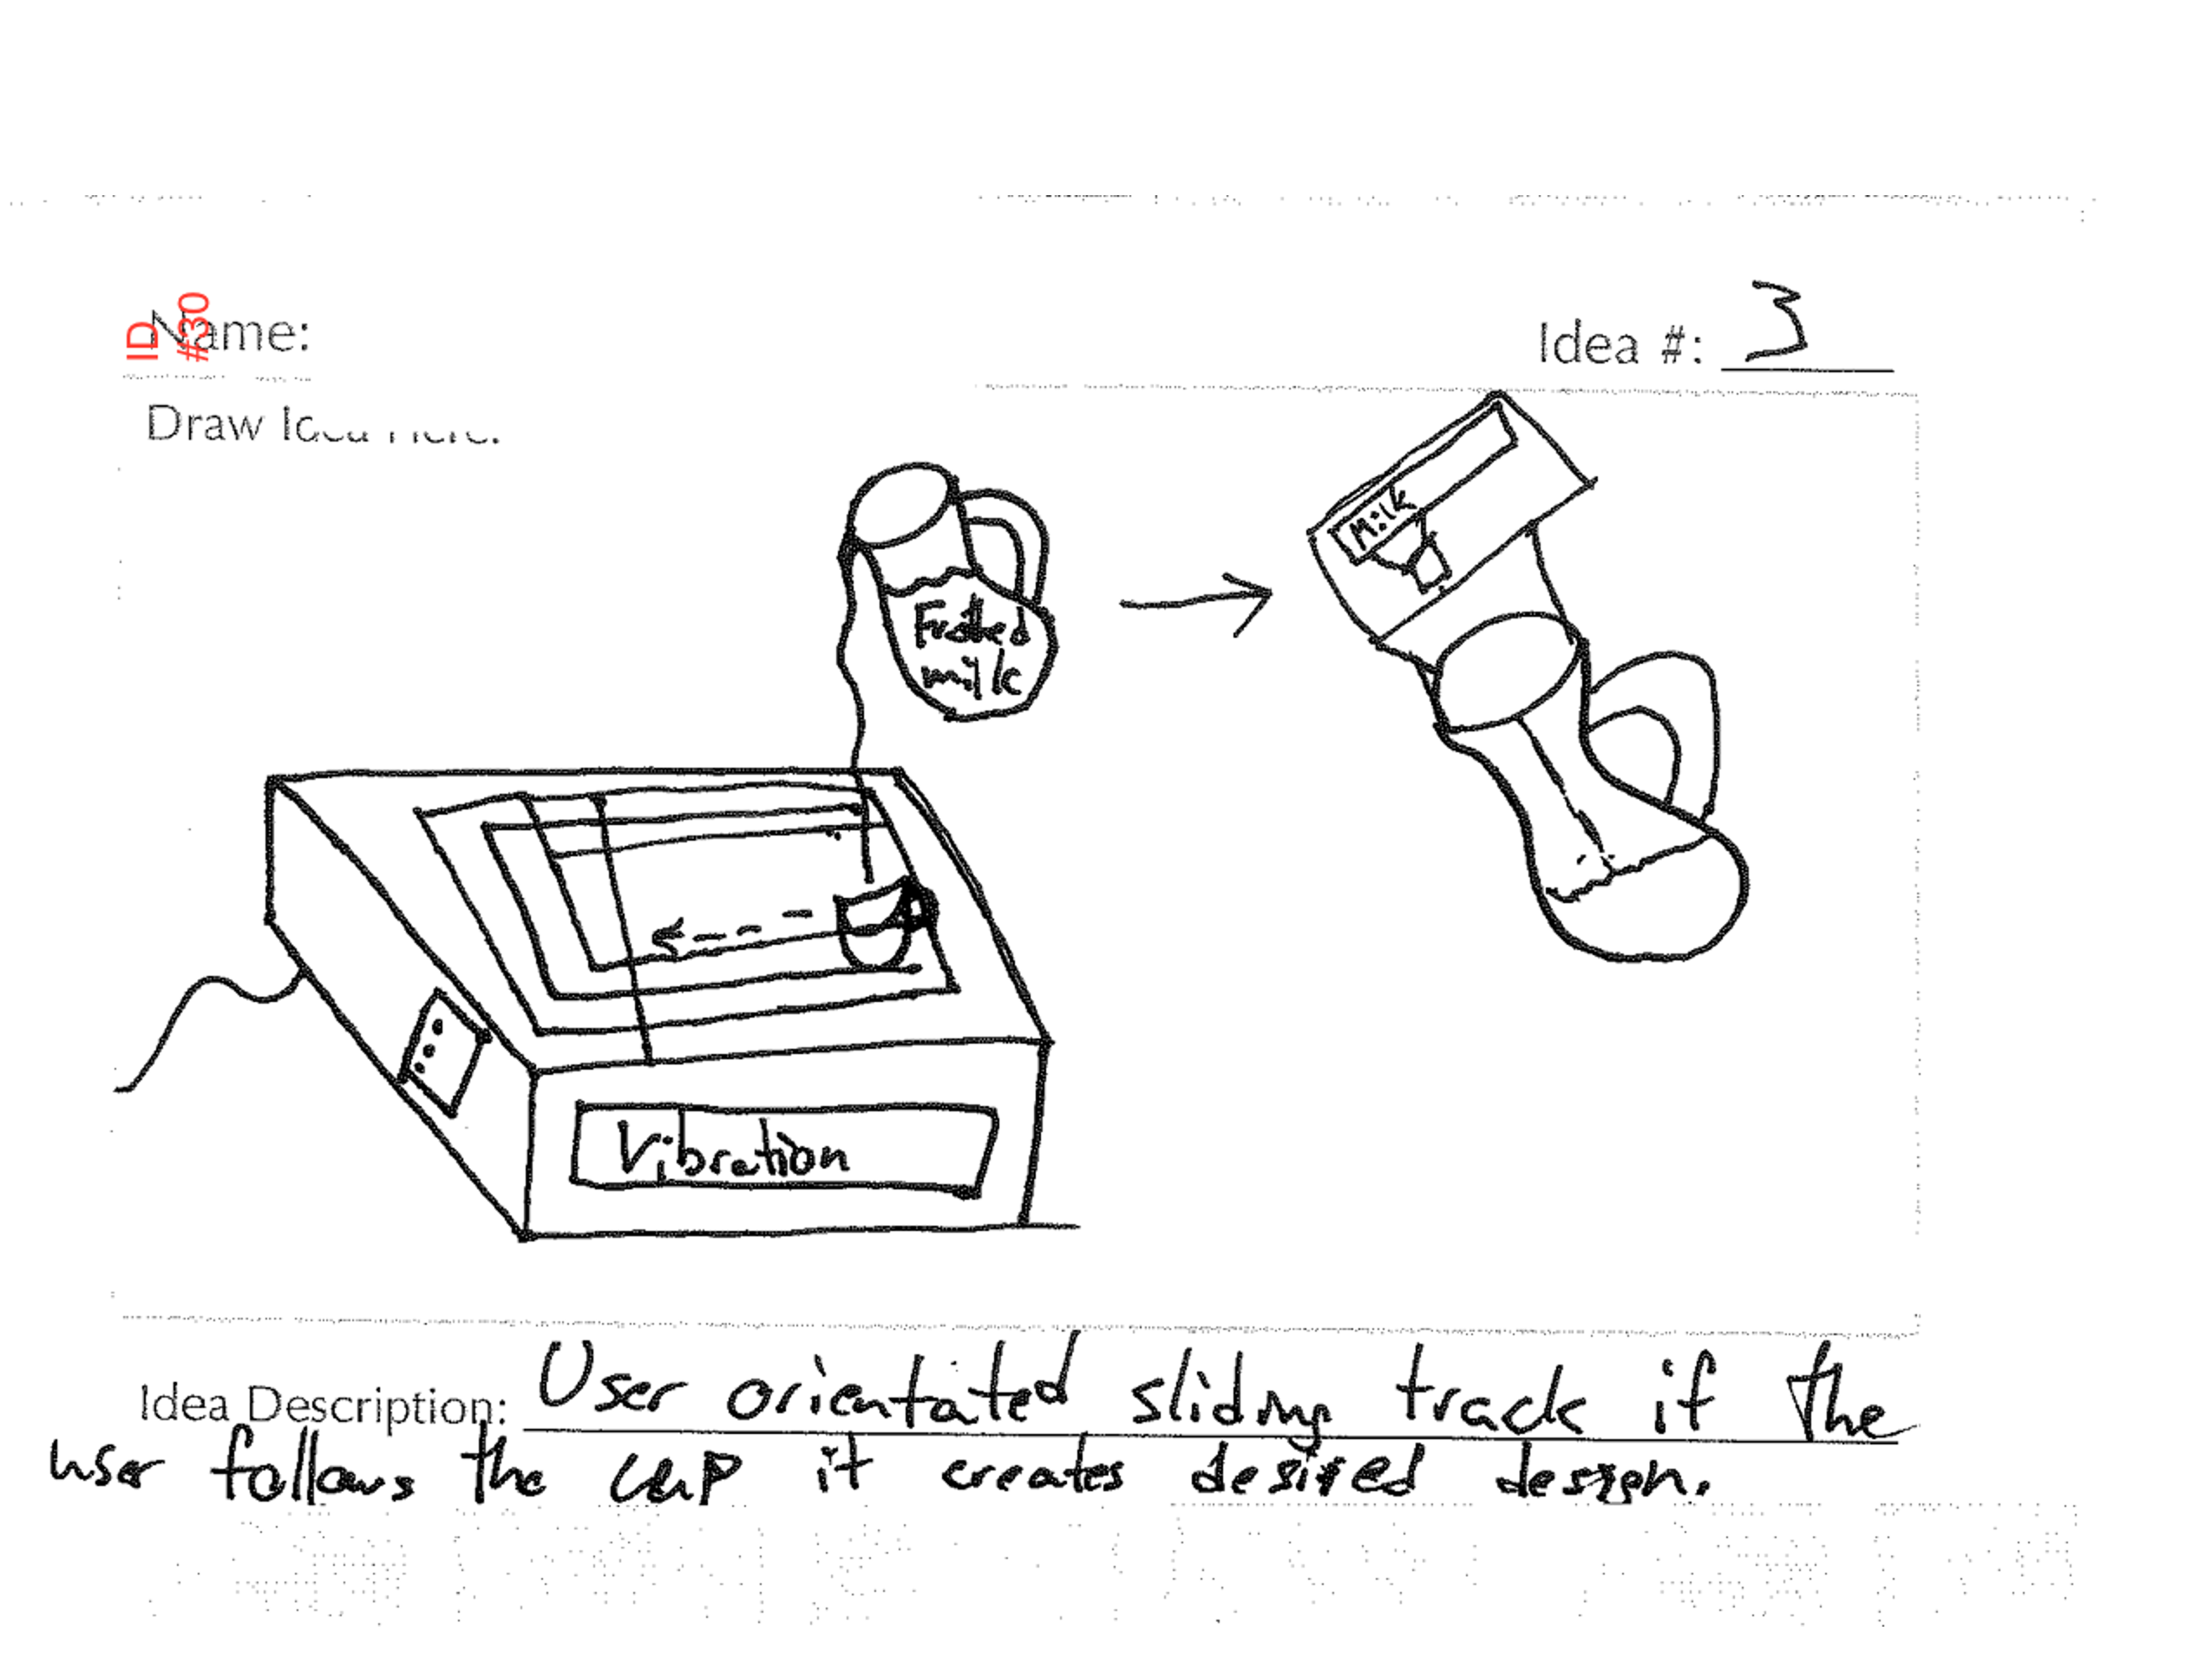 ID
#30
Name:
Idea #: 3
Draw Idea Here:
Milk
Frothed
milk
Vibration
Idea Description: User orientated sliding track if the
user follows the cup it creates desired design.